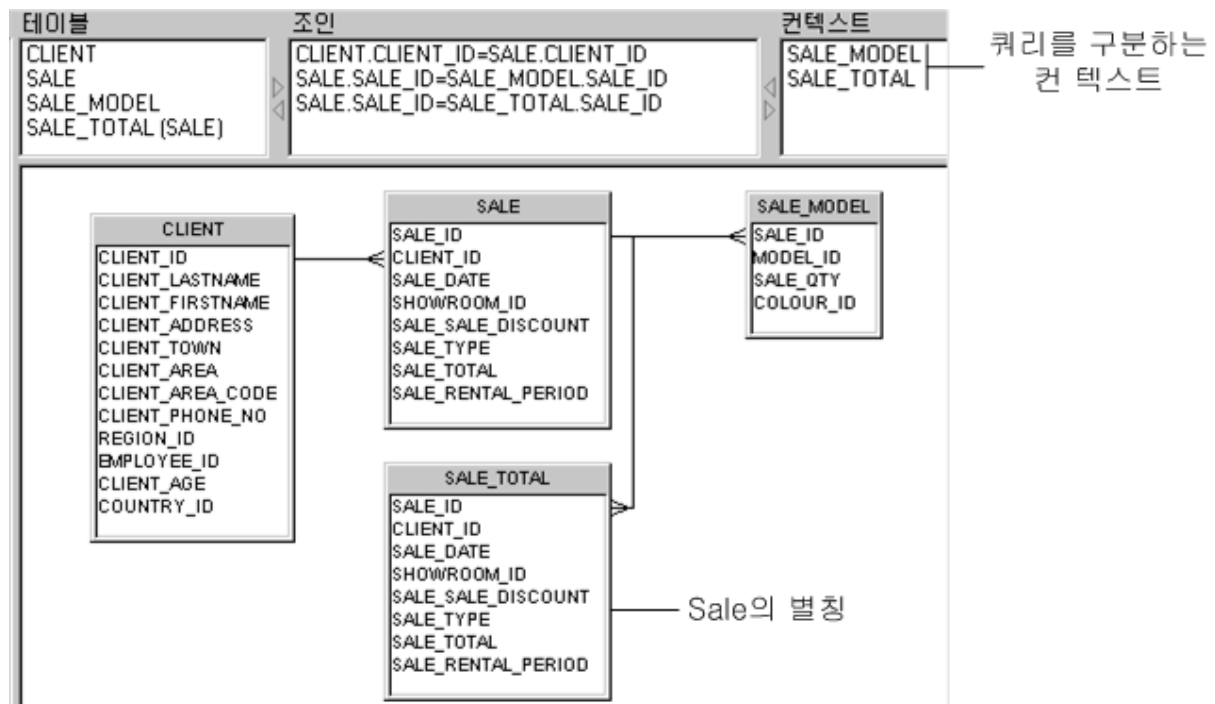 테이블
조인
컨텍스트
CLIENT
SALE
SALE_MODEL
SALE_TOTAL (SALE)
CLIENT.CLIENT_ID=SALE.CLIENT_ID
SALE.SALE_ID=SALE_MODEL.SALE_ID
SALE.SALE_ID=SALE_TOTAL.SALE_ID
SALE_MODEL
SALE_TOTAL
쿼리를 구분하는
컨 텍스트
CLIENT
CLIENT_ID
CLIENT_LASTNAME
CLIENT_FIRSTNAME
CLIENT_ADDRESS
CLIENT_TOWN
CLIENT_AREA
CLIENT_AREA_CODE
CLIENT_PHONE_NO
REGION_ID
EMPLOYEE_ID
CLIENT_AGE
COUNTRY_ID
SALE
SALE_ID
CLIENT_ID
SALE_DATE
SHOWROOM_ID
SALE_SALE_DISCOUNT
SALE_TYPE
SALE_TOTAL
SALE_RENTAL_PERIOD
SALE_MODEL
SALE_ID
MODEL_ID
SALE_QTY
COLOUR_ID
SALE_TOTAL
SALE_ID
CLIENT_ID
SALE_DATE
SHOWROOM_ID
SALE_SALE_DISCOUNT
SALE_TYPE
SALE_TOTAL
SALE_RENTAL_PERIOD
Sale의 별칭